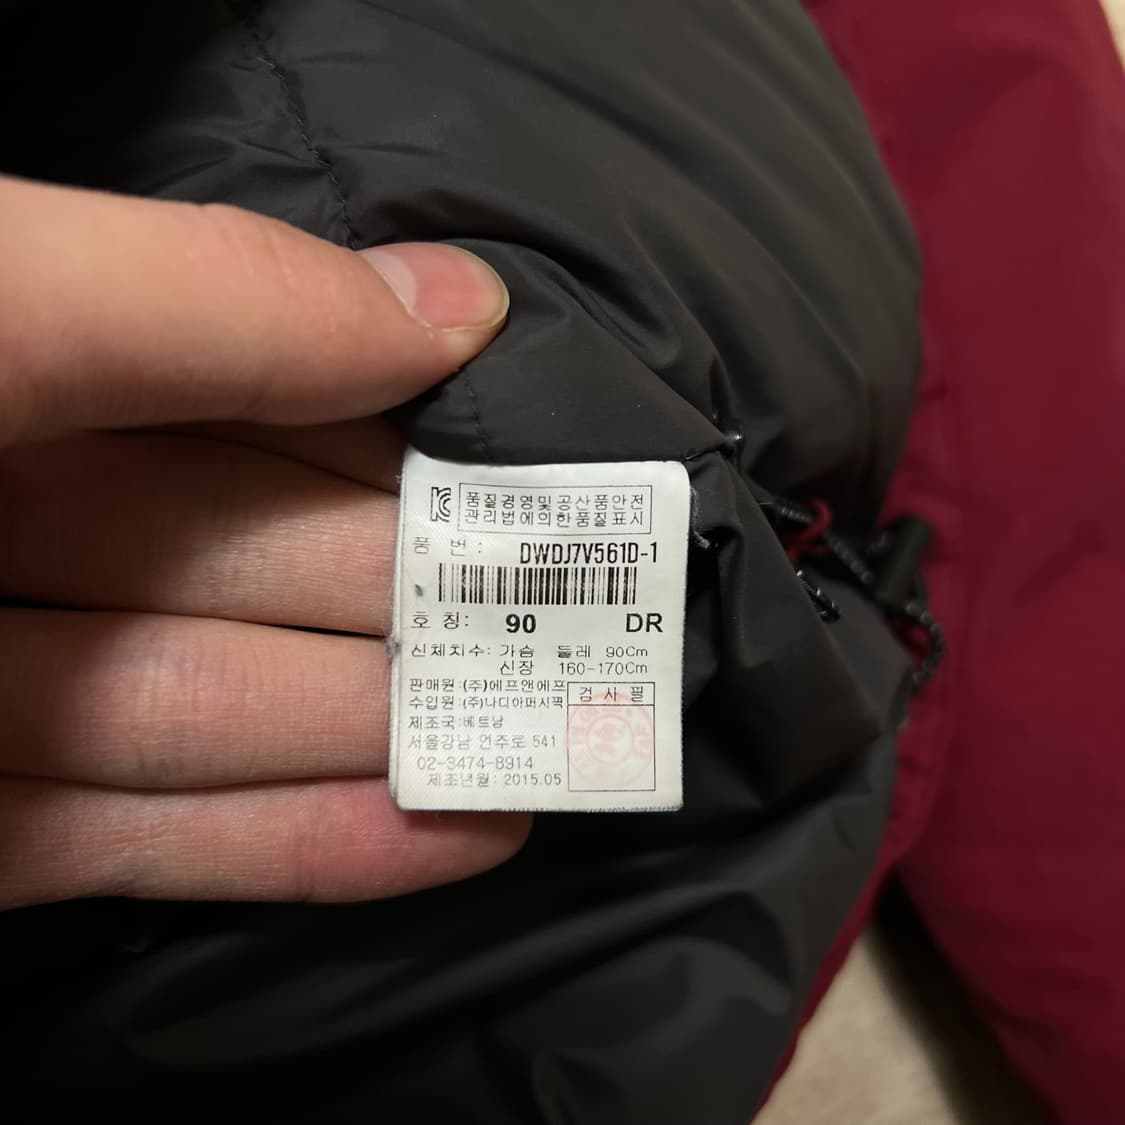 품질경영및공산품안전
관리법에의한품질표시
품 번 : DWDJ7V561D-1
호 칭: 90 DR
신체치수: 가슴 둘레 90Cm
신장 160-170Cm
판매원:(주)에프앤에프
수입원:(주)나디아퍼시픽
검 사 필
제조국:베트낭
서울강남 언주로 541
02-3474-8914
제조년월: 2015.05